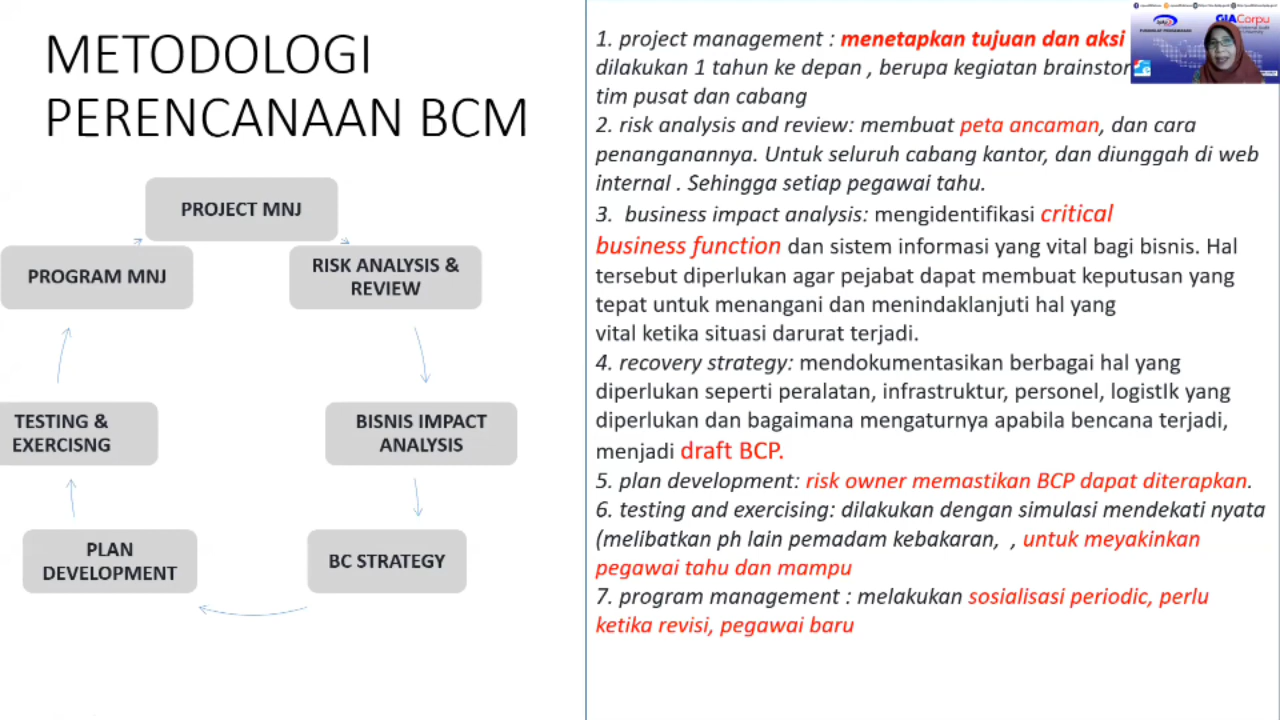 METODOLOGI
PERENCANAAN BCM
PROJECT MNJ
RISK ANALYSIS &
REVIEW
BISNIS IMPACT
ANALYSIS
BC STRATEGY
PLAN
DEVELOPMENT
TESTING &
EXERCISNG
PROGRAM MNJ
1. project management : menetapkan tujuan dan aksi
dilakukan 1 tahun ke depan , berupa kegiatan brainstor
tim pusat dan cabang
2. risk analysis and review: membuat peta ancaman, dan cara
penanganannya. Untuk seluruh cabang kantor, dan diunggah di web
internal . Sehingga setiap pegawai tahu.
3. business impact analysis: mengidentifikasi critical
business function dan sistem informasi yang vital bagi bisnis. Hal
tersebut diperlukan agar pejabat dapat membuat keputusan yang
tepat untuk menangani dan menindaklanjuti hal yang
vital ketika situasi darurat terjadi.
4. recovery strategy: mendokumentasikan berbagai hal yang
diperlukan seperti peralatan, infrastruktur, personel, logistIk yang
diperlukan dan bagaimana mengaturnya apabila bencana terjadi,
menjadi draft BCP.
5. plan development: risk owner memastikan BCP dapat diterapkan.
6. testing and exercising: dilakukan dengan simulasi mendekati nyata
(melibatkan ph lain pemadam kebakaran, , untuk meyakinkan
pegawai tahu dan mampu
7. program management : melakukan sosialisasi periodic, perlu
ketika revisi, pegawai baru
Corpu